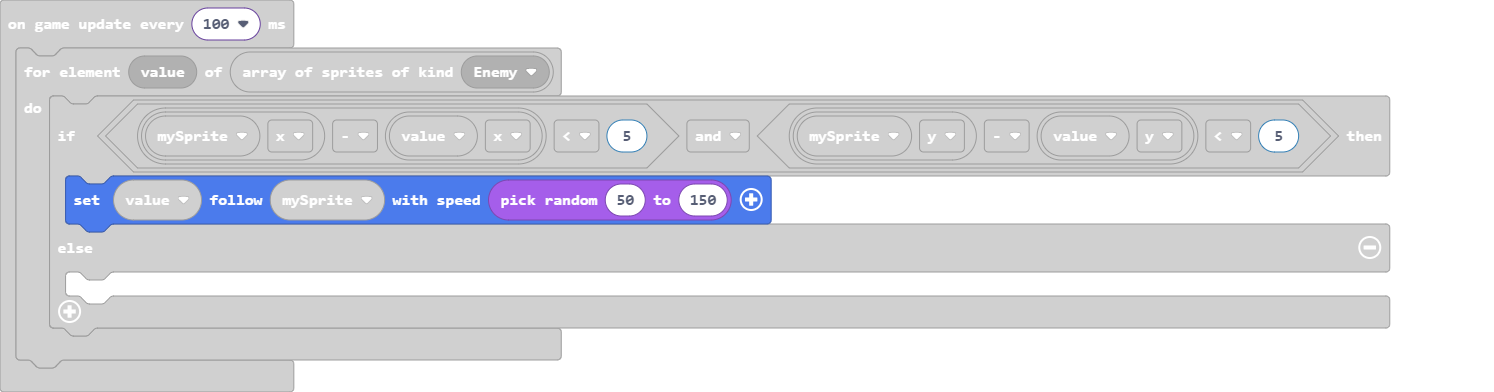 on game update every 100 ms
for element value of array of sprites of kind Enemy
do
if mySprite x - value x < 5 and mySprite y - value y < 5 then
set value follow mySprite with speed pick random 50 to 150
else